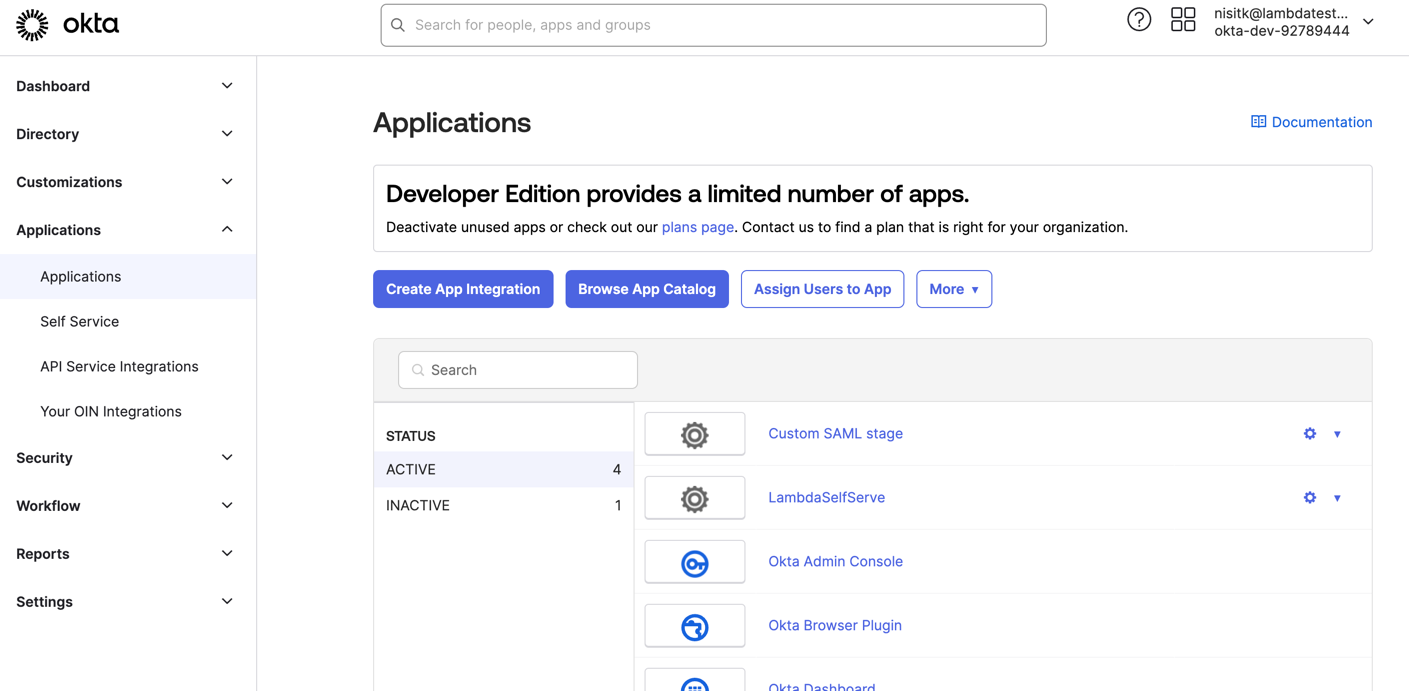 okta
Search for people, apps and groups
nisitk@lambdatest...
okta-dev-92789444
Dashboard
Directory
Customizations
Applications
Applications
Self Service
API Service Integrations
Your OIN Integrations
Security
Workflow
Reports
Settings
Applications
Documentation
Developer Edition provides a limited number of apps.
Deactivate unused apps or check out our plans page. Contact us to find a plan that is right for your organization.
Create App Integration
Browse App Catalog
Assign Users to App
More
Search
STATUS
ACTIVE 4
INACTIVE 1
Custom SAML stage
LambdaSelfServe
Okta Admin Console
Okta Browser Plugin
Okta Dashboard